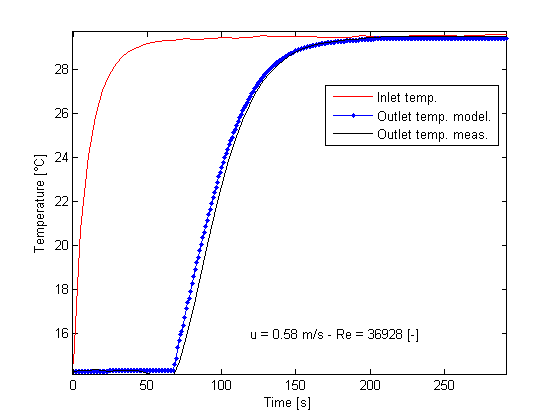 28
26
24
22
20
18
16
Temperature [°C]
Inlet temp.
Outlet temp. model.
Outlet temp. meas.
u = 0.58 m/s - Re = 36928 [-]
0 50 100 150 200 250
Time [s]